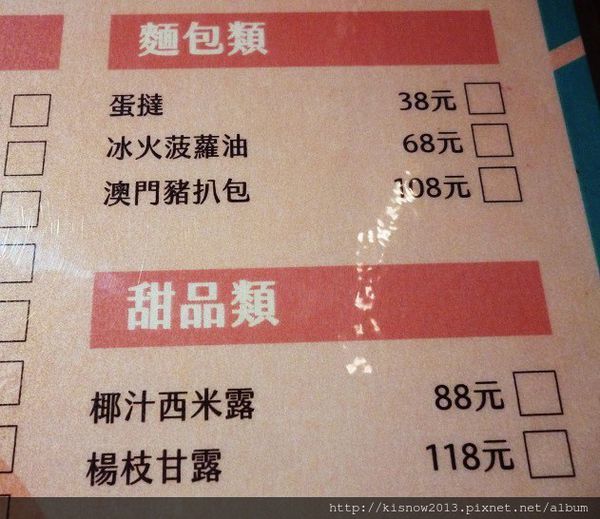 麵包類
蛋撻 38元
冰火菠蘿油 68元
澳門豬扒包 108元
甜品類
椰汁西米露 88元
楊枝甘露 118元
http://kisnow2013.pixnet.net/album